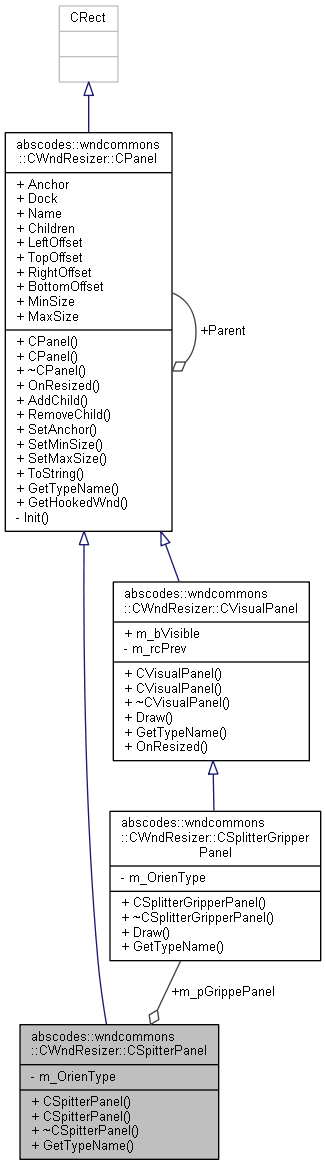 CRect
abscodes::wndcommons
::CWndResizer::CPanel
+ Anchor
+ Dock
+ Name
+ Children
+ LeftOffset
+ TopOffset
+ RightOffset
+ BottomOffset
+ MinSize
+ MaxSize
+ CPanel()
+ CPanel()
+ ~CPanel()
+ OnResized()
+ AddChild()
+ RemoveChild()
+ SetAnchor()
+ SetMinSize()
+ SetMaxSize()
+ ToString()
+ GetTypeName()
+ GetHookedWnd()
- Init()
+Parent
abscodes::wndcommons
::CWndResizer::CVisualPanel
+ m_bVisible
- m_rcPrev
+ CVisualPanel()
+ CVisualPanel()
+ ~CVisualPanel()
+ Draw()
+ GetTypeName()
+ OnResized()
abscodes::wndcommons
::CWndResizer::CSplitterGripper
Panel
- m_OrienType
+ CSplitterGripperPanel()
+ ~CSplitterGripperPanel()
+ Draw()
+ GetTypeName()
+m_pGrippePanel
abscodes::wndcommons
::CWndResizer::CSpitterPanel
- m_OrienType
+ CSpitterPanel()
+ CSpitterPanel()
+ ~CSpitterPanel()
+ GetTypeName()